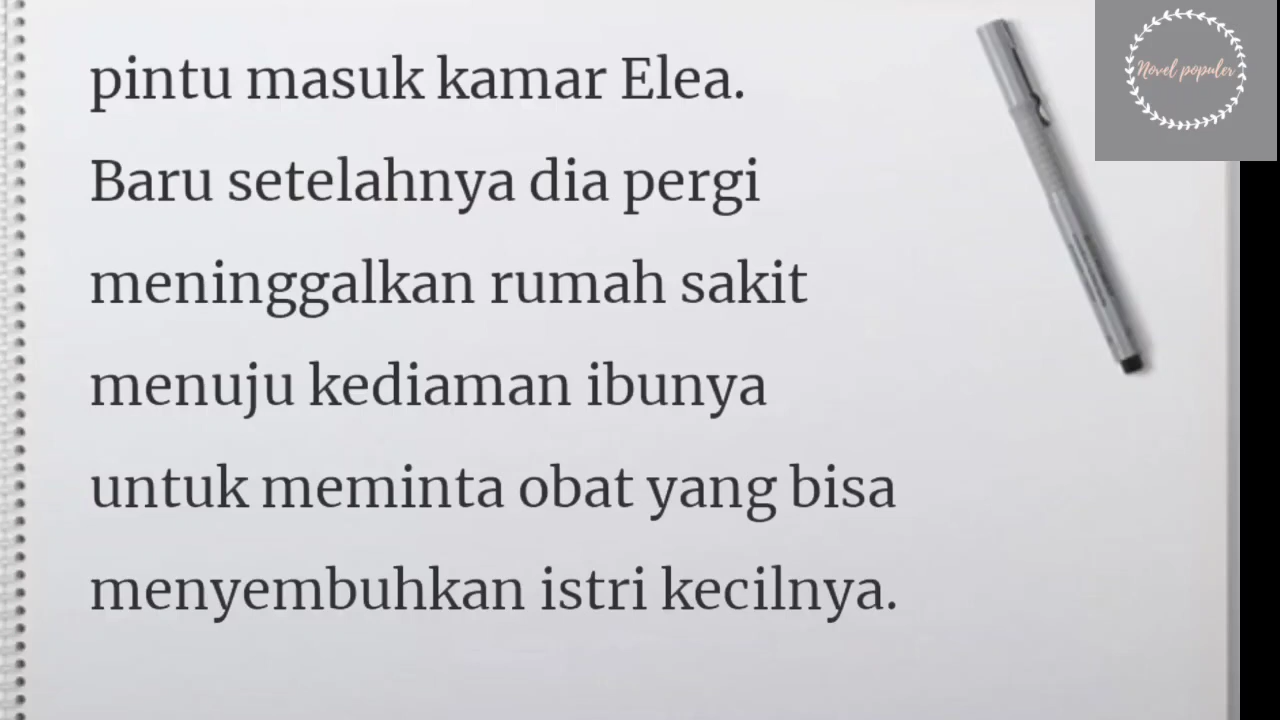 pintu masuk kamar Elea.
Baru setelahnya dia pergi
meninggalkan rumah sakit
menuju kediaman ibunya
untuk meminta obat yang bisa
menyembuhkan istri kecilnya.
Novel populer